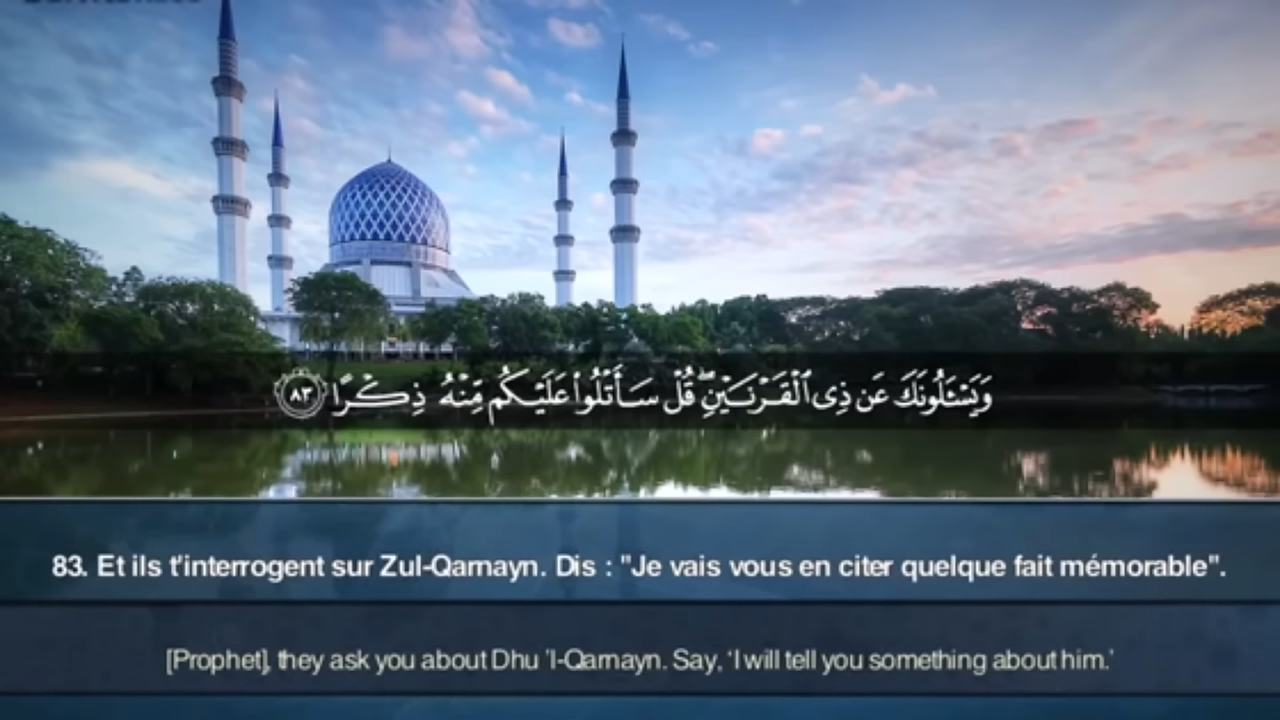 وَيَسْـَٔلُونَكَ عَن ذِى ٱلْقَرْنَيْنِ ۖ قُلْ سَأَتْلُوا۟ عَلَيْكُم مِّنْهُ ذِكْرًا ٨٣
83. Et ils t'interrogent sur Zul-Qarnayn. Dis : "Je vais vous en citer quelque fait mémorable".
[Prophet], they ask you about Dhu 'l-Qarnayn. Say, 'I will tell you something about him.'